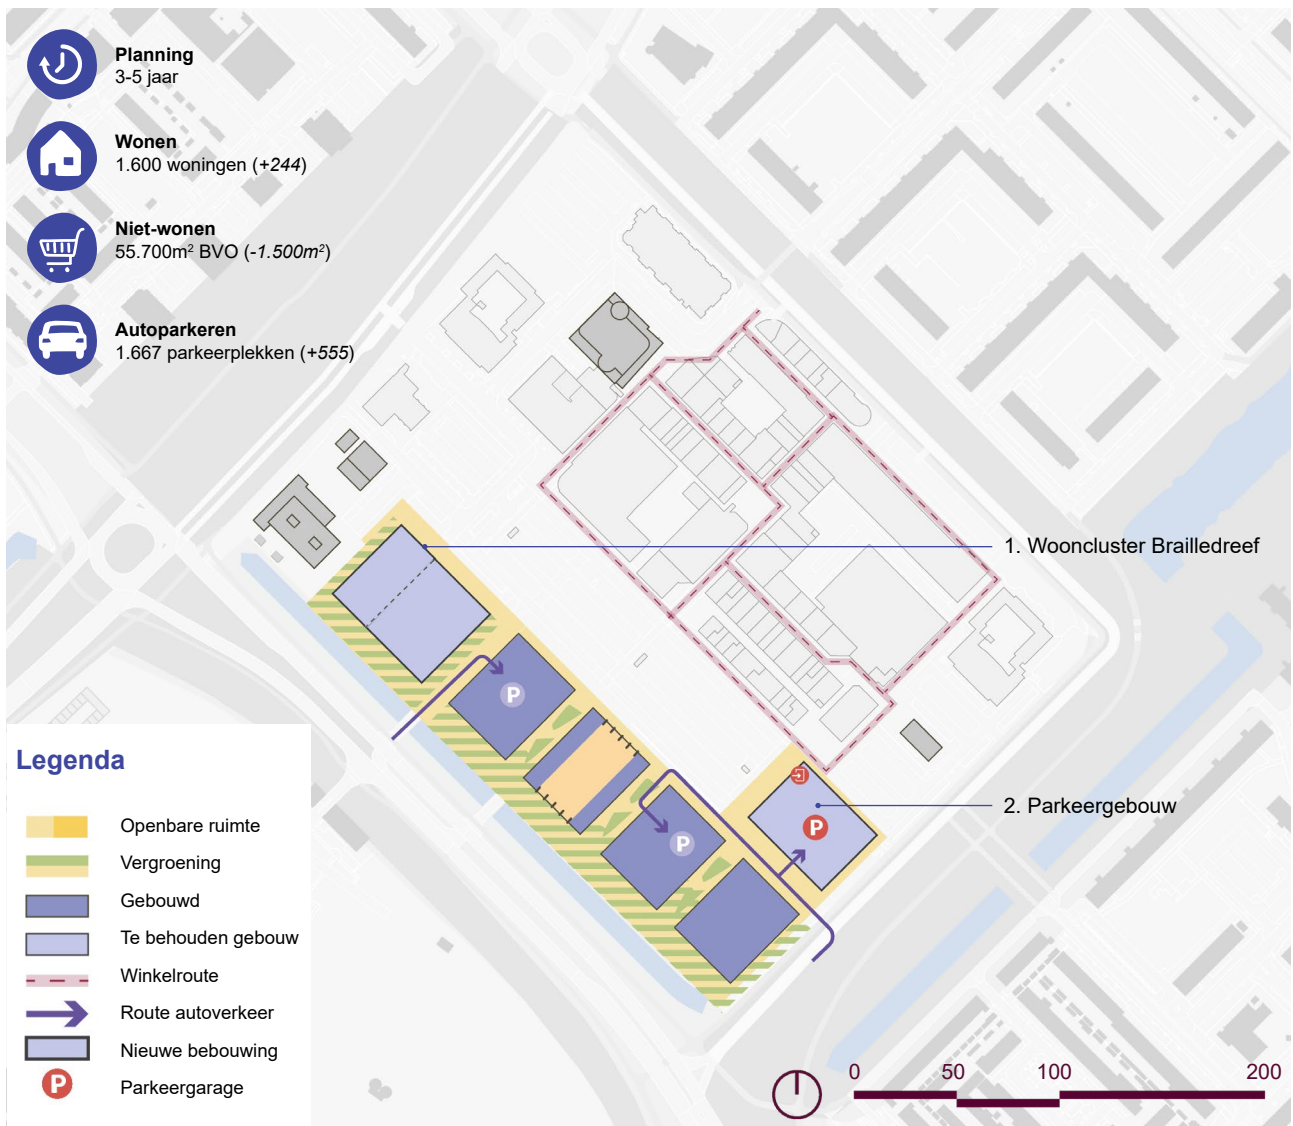 Planning
3-5 jaar
Wonen
1.600 woningen (+244)
Niet-wonen
55.700m² BVO (-1.500m²)
Autoparkeren
1.667 parkeerplekken (+555)
1. Wooncluster Brailledreef
P
P
P
2. Parkeergebouw
Legenda
Openbare ruimte
Vergroening
Gebouwd
Te behouden gebouw
Winkelroute
Route autoverkeer
Nieuwe bebouwing
P Parkeergarage
0 50 100 200